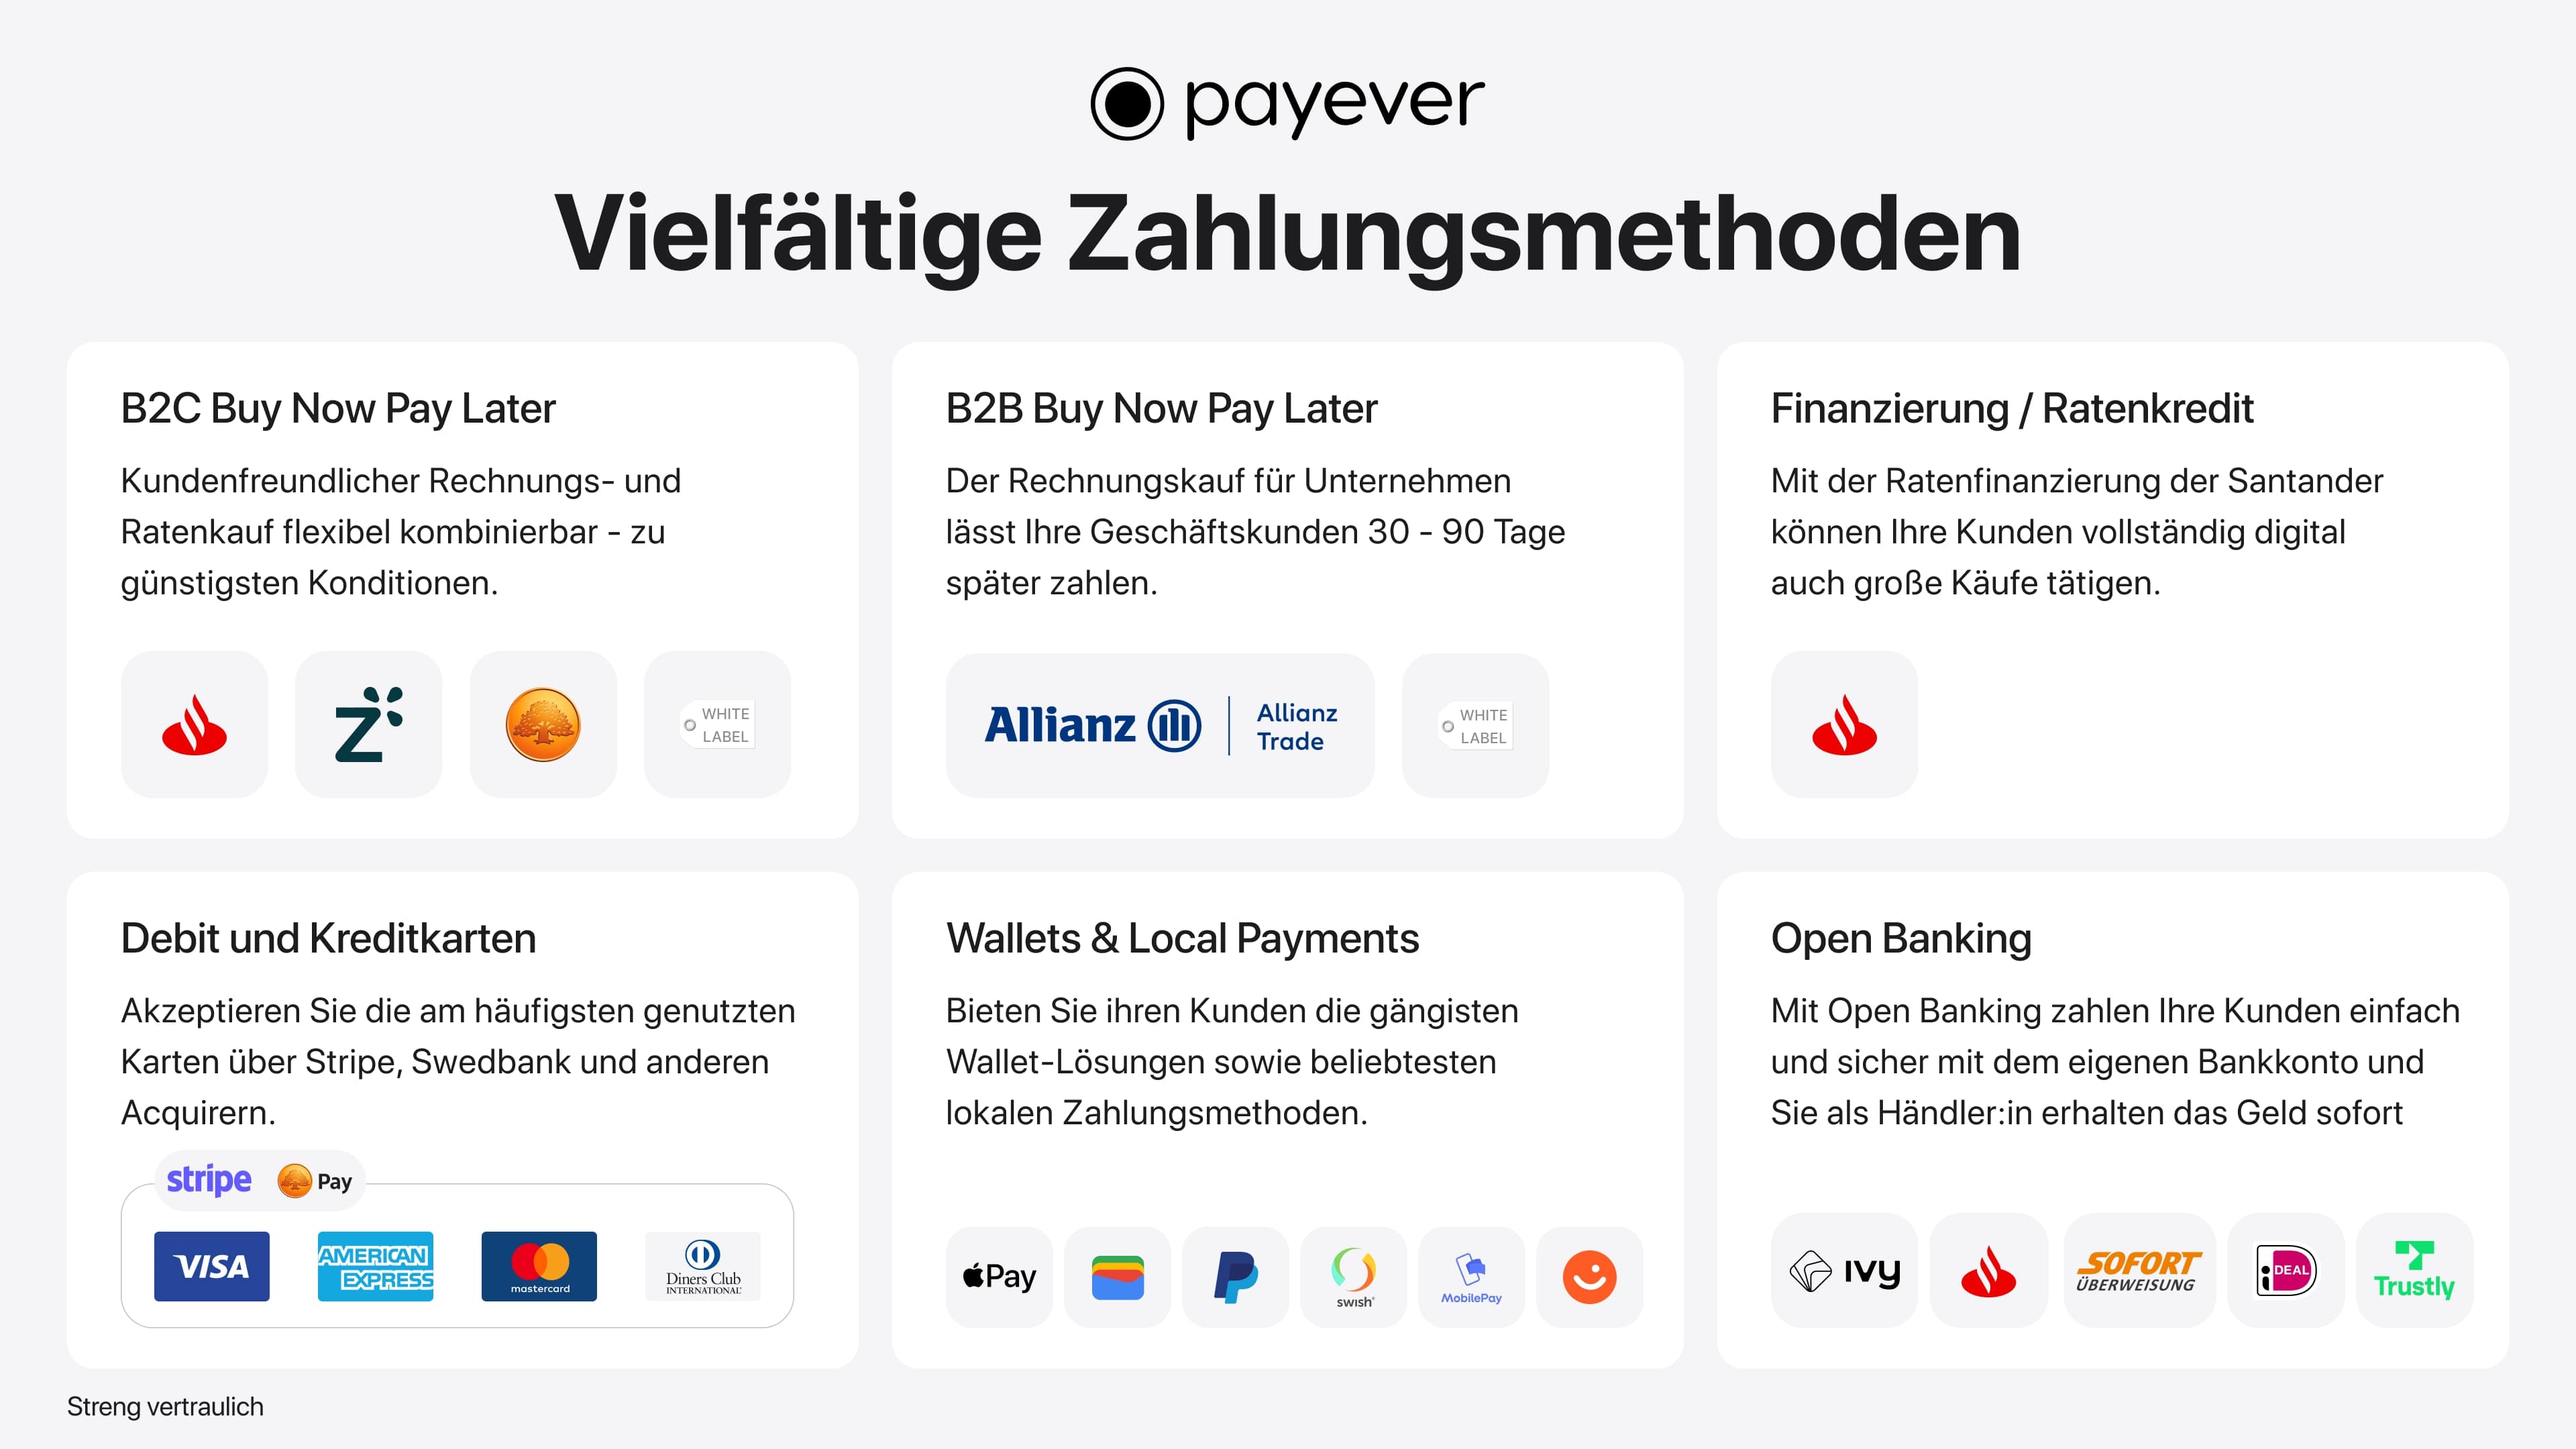 payever
Vielfältige Zahlungsmethoden
B2C Buy Now Pay Later
Kundenfreundlicher Rechnungs- und
Ratenkauf flexibel kombinierbar - zu
günstigsten Konditionen.
WHITE
LABEL
B2B Buy Now Pay Later
Der Rechnungskauf für Unternehmen
lässt Ihre Geschäftskunden 30 - 90 Tage
später zahlen.
Allianz
Allianz
Trade
WHITE
LABEL
Finanzierung / Ratenkredit
Mit der Ratenfinanzierung der Santander
können Ihre Kunden vollständig digital
auch große Käufe tätigen.
Debit und Kreditkarten
Akzeptieren Sie die am häufigsten genutzten
Karten über Stripe, Swedbank und anderen
Acquirern.
stripe Pay
VISA
AMERICAN
EXPRESS
mastercard
Diners Club
INTERNATIONAL
Wallets & Local Payments
Bieten Sie ihren Kunden die gängisten
Wallet-Lösungen sowie beliebtesten
lokalen Zahlungsmethoden.
Pay
swish
MobilePay
Open Banking
Mit Open Banking zahlen Ihre Kunden einfach
und sicher mit dem eigenen Bankkonto und
Sie als Händler:in erhalten das Geld sofort
IVY
SOFORT
ÜBERWEISUNG
iDEAL
Trustly
Streng vertraulich